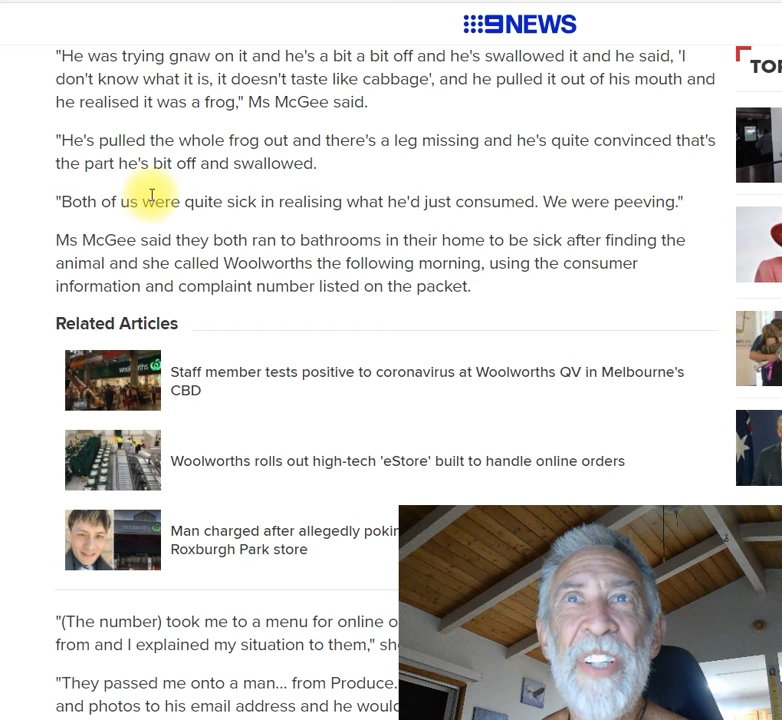 9NEWS
"He was trying gnaw on it and he's a bit a bit off and he's swallowed it and he said, 'I
don't know what it is, it doesn't taste like cabbage', and he pulled it out of his mouth and
he realised it was a frog," Ms McGee said.
"He's pulled the whole frog out and there's a leg missing and he's quite convinced that's
the part he's bit off and swallowed.
"Both of us were quite sick in realising what he'd just consumed. We were peeving."
Ms McGee said they both ran to bathrooms in their home to be sick after finding the
animal and she called Woolworths the following morning, using the consumer
information and complaint number listed on the packet.
Related Articles
Staff member tests positive to coronavirus at Woolworths QV in Melbourne's
CBD
Woolworths rolls out high-tech 'eStore' built to handle online orders
Man charged after allegedly pokin
Roxburgh Park store
"(The number) took me to a menu for online o
from and I explained my situation to them," sh
"They passed me onto a man... from Produce.
and photos to his email address and he would
TOP